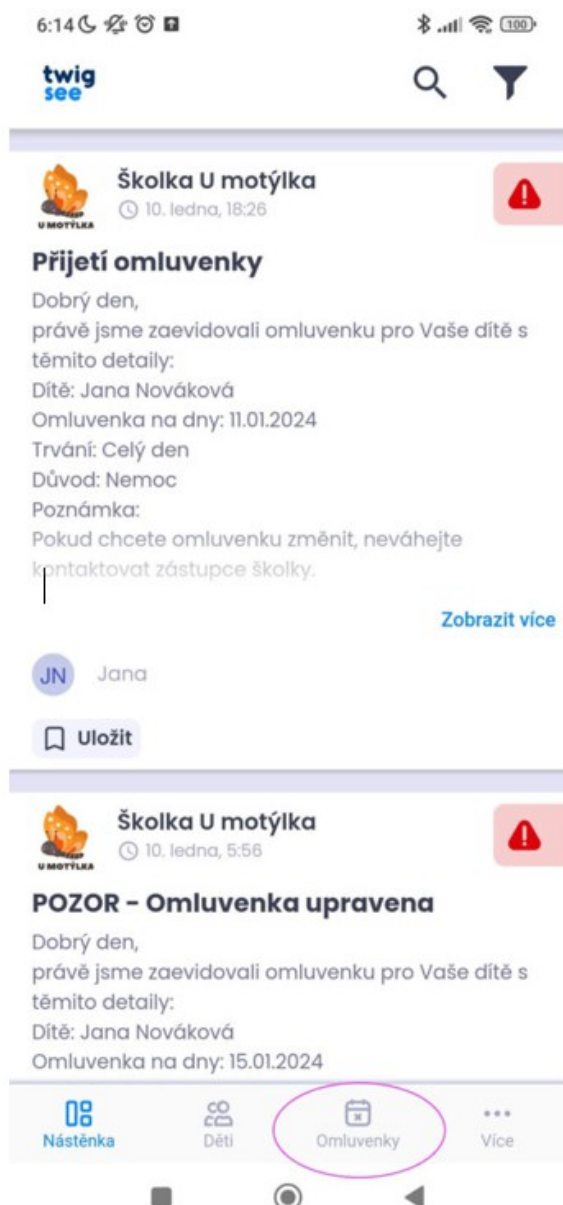 6:14
100
twig
see
Školka U motýlka
10. ledna, 18:26
U MOTÝLKA
Přijetí omluvenky
Dobrý den,
právě jsme zaevidovali omluvenku pro Vaše dítě s
těmito detaily:
Dítě: Jana Nováková
Omluvenka na dny: 11.01.2024
Trvání: Celý den
Důvod: Nemoc
Poznámka:
Pokud chcete omluvenku změnit, neváhejte
kontaktovat zástupce školky.
Zobrazit více
JN Jana
Uložit
Školka U motýlka
10. ledna, 5:56
U MOTÝLKA
POZOR - Omluvenka upravena
Dobrý den,
právě jsme zaevidovali omluvenku pro Vaše dítě s
těmito detaily:
Dítě: Jana Nováková
Omluvenka na dny: 15.01.2024
Nástěnka Děti Omluvenky Více